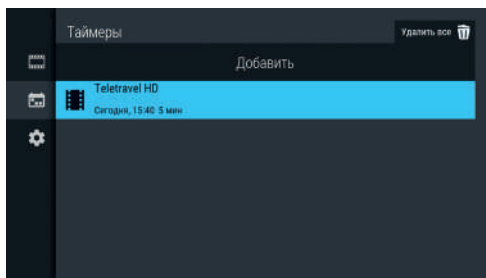 Таймеры
Удалить все
Добавить
Teletravel HD
Сегодня, 15:40 5 мин